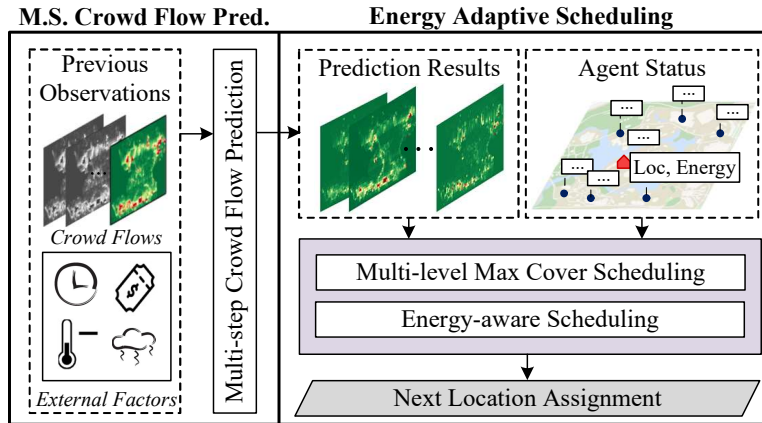 M.S. Crowd Flow Pred.
Energy Adaptive Scheduling
Previous
Observations
...
Crowd Flows
External Factors
Multi-step Crowd Flow Prediction
Prediction Results
...
Agent Status
...
...
...
...
...
...
...
Loc, Energy
Multi-level Max Cover Scheduling
Energy-aware Scheduling
Next Location Assignment